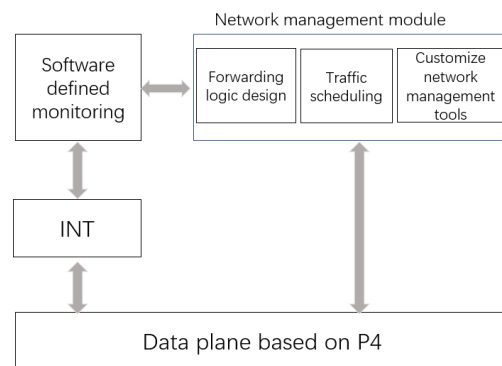 Network management module
Software
defined
monitoring
Forwarding
logic design
Traffic
scheduling
Customize
network
management
tools
INT
Data plane based on P4